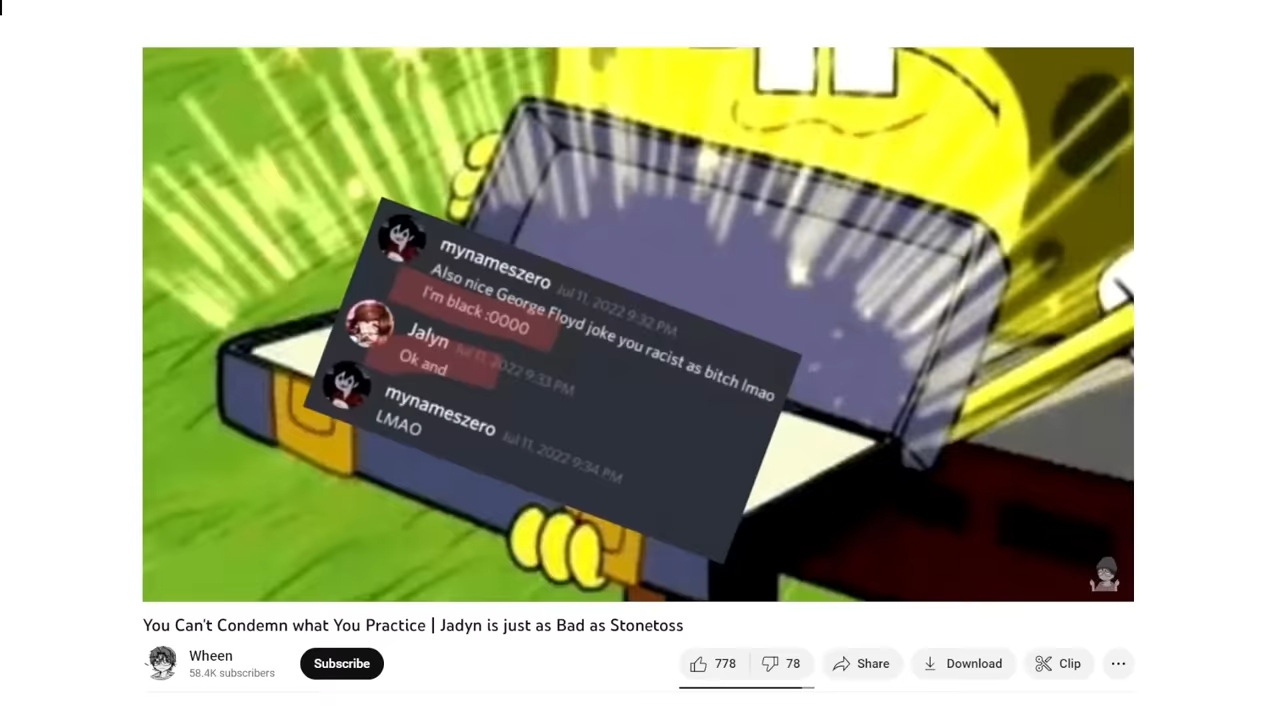 mynameszero Jul 11, 2022 9:32 PM
Also nice George Floyd joke you racist as bitch lmao
I'm black :0000
Jalyn Jul 11, 2022 9:33 PM
Ok and
mynameszero Jul 11, 2022 9:34 PM
LMAO
You Can't Condemn what You Practice | Jadyn is just as Bad as Stonetoss
Wheen
58.4K subscribers
Subscribe
778
78
Share
Download
Clip